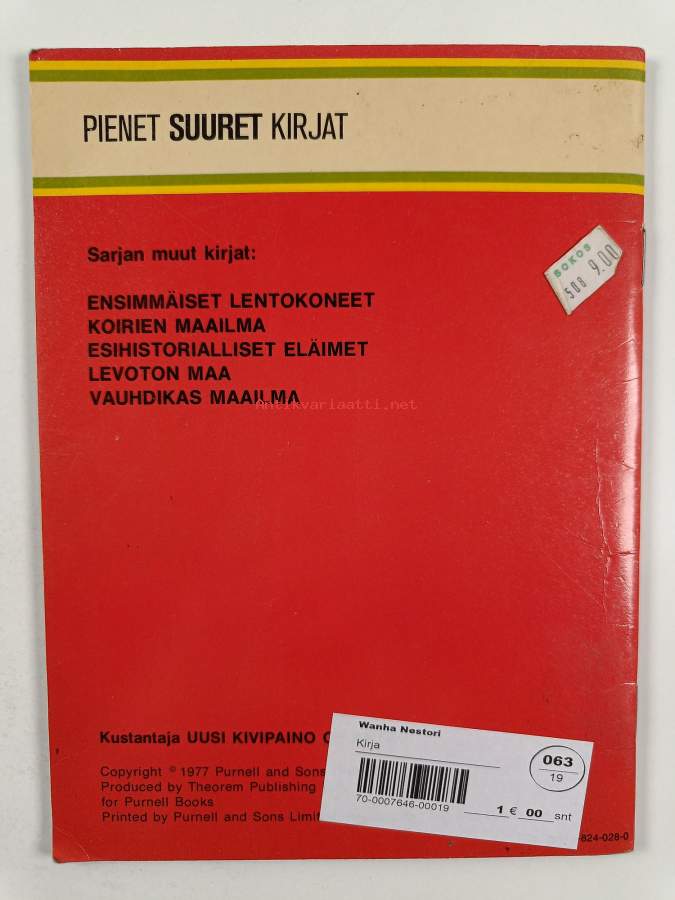 PIENET SUURET KIRJAT
Sarjan muut kirjat:
SOKOS
508 9.00
ENSIMMÄISET LENTOKONEET
KOIRIEN MAAILMA
ESIHISTORIALLISET ELÄIMET
LEVOTON MAA
VAUHDIKAS MAAILMA
Antikvariaatti.net
Kustantaja UUSI KIVIPAINO
Copyright © 1977 Purnell and Sons
Produced by Theorem Publishing
for Purnell Books
Printed by Purnell and Sons
Wanha Nestori
Kirja
063
19
70-0007646-00019
1 € 00 snt
-824-028-0